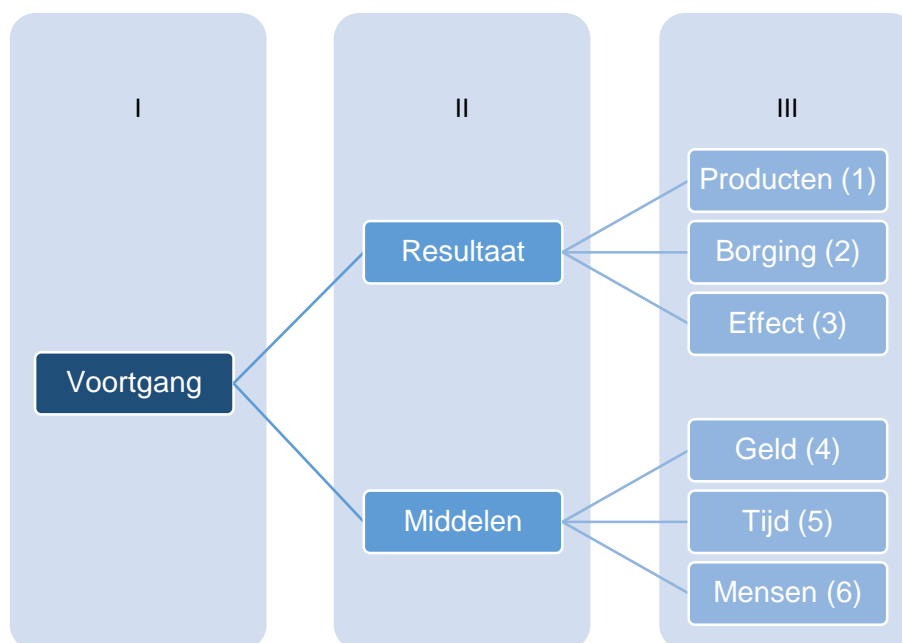 I
II
III
Voortgang
Resultaat
Middelen
Producten (1)
Borging (2)
Effect (3)
Geld (4)
Tijd (5)
Mensen (6)